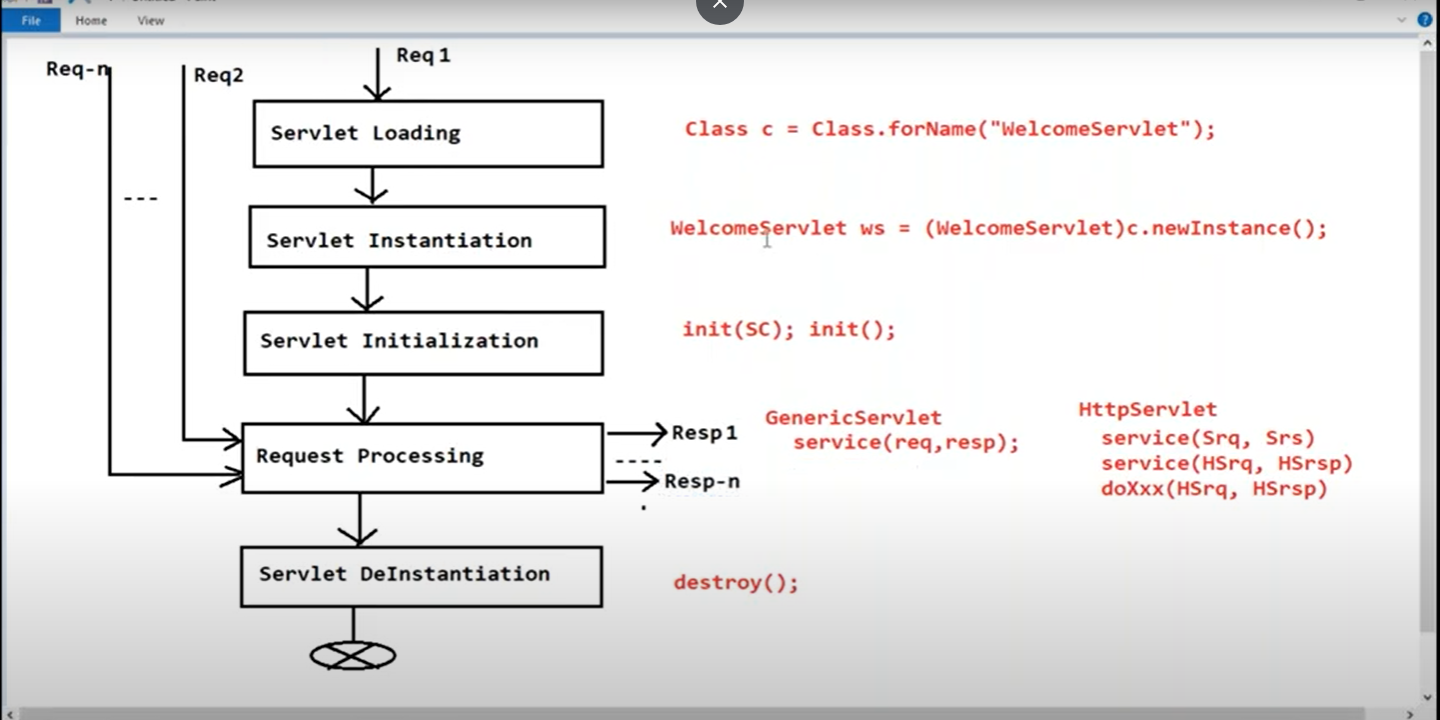 File Home View
Req 1
Req-n
Req2
Servlet Loading
Class c = Class.forName("WelcomeServlet");
---
Servlet Instantiation
WelcomeServlet ws = (WelcomeServlet)c.newInstance();
Servlet Initialization
init(SC); init();
Request Processing
Resp1
----
Resp-n
GenericServlet
service(req,resp);
HttpServlet
service(Srq, Srs)
service(HSrq, HSrsp)
doXxx(HSrq, HSrsp)
Servlet DeInstantiation
destroy();